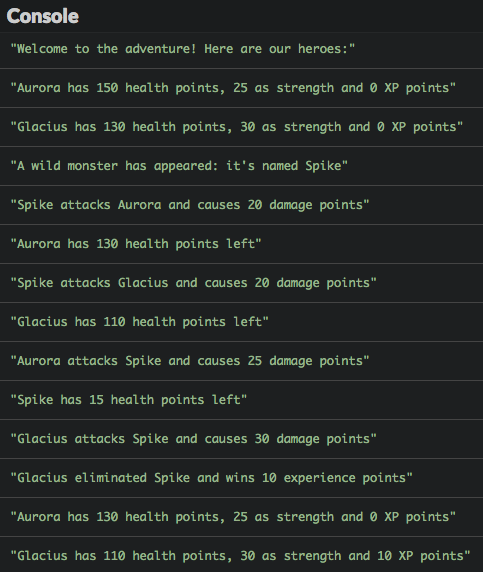 Console
"Welcome to the adventure! Here are our heroes:"
"Aurora has 150 health points, 25 as strength and 0 XP points"
"Glacius has 130 health points, 30 as strength and 0 XP points"
"A wild monster has appeared: it's named Spike"
"Spike attacks Aurora and causes 20 damage points"
"Aurora has 130 health points left"
"Spike attacks Glacius and causes 20 damage points"
"Glacius has 110 health points left"
"Aurora attacks Spike and causes 25 damage points"
"Spike has 15 health points left"
"Glacius attacks Spike and causes 30 damage points"
"Glacius eliminated Spike and wins 10 experience points"
"Aurora has 130 health points, 25 as strength and 0 XP points"
"Glacius has 110 health points, 30 as strength and 10 XP points"